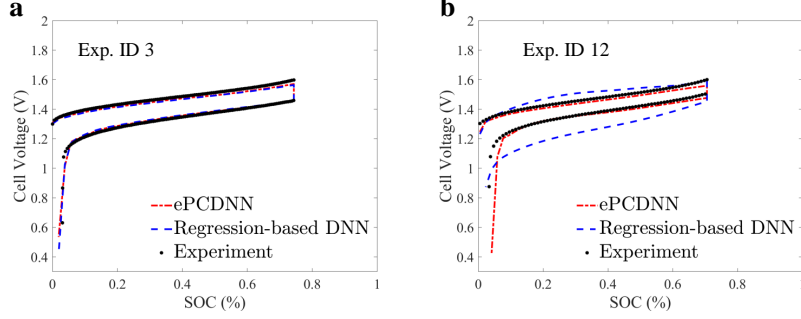 a
Exp. ID 3
Cell Voltage (V)
2
1.8
1.6
1.4
1.2
1
0.8
0.6
0.4
ePCDNN
Regression-based DNN
Experiment
0 0.2 0.4 0.6 0.8 1
SOC (%)
b
Exp. ID 12
Cell Voltage (V)
2
1.8
1.6
1.4
1.2
1
0.8
0.6
0.4
ePCDNN
Regression-based DNN
Experiment
0 0.2 0.4 0.6 0.8 1
SOC (%)